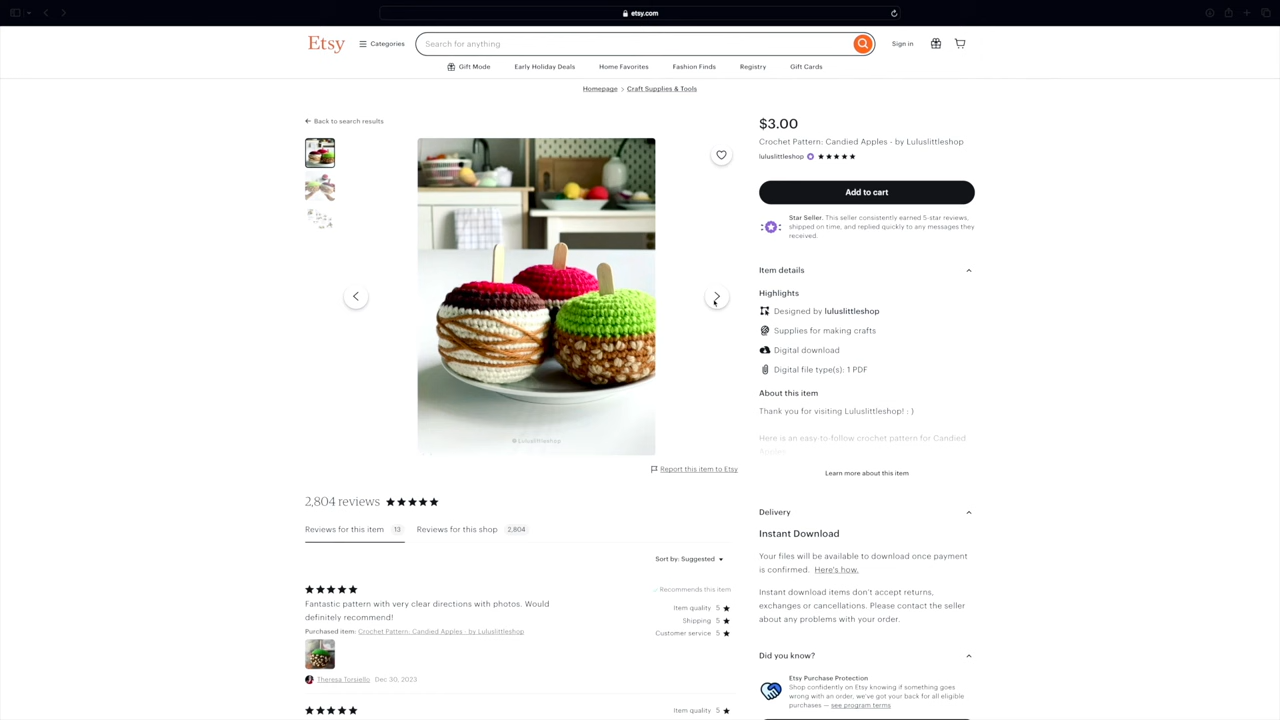 etsy.com
Etsy
Categories
Search for anything
Sign in
Gift Mode
Early Holiday Deals
Home Favorites
Fashion Finds
Registry
Gift Cards
Homepage > Craft Supplies & Tools
← Back to search results
© Luluslittleshop
Report this item to Etsy
2,804 reviews ★★★★★
Reviews for this item 13
Reviews for this shop 2,804
Sort by: Suggested
★★★★★
Recommends this item
Fantastic pattern with very clear directions with photos. Would
definitely recommend!
Item quality 5 ★
Shipping 5 ★
Customer service 5 ★
Purchased item: Crochet Pattern: Candied Apples - by Luluslittleshop
Theresa Torsiello Dec 30, 2023
★★★★★
Item quality 5 ★
$3.00
Crochet Pattern: Candied Apples - by Luluslittleshop
luluslittleshop ★★★★★
Add to cart
Star Seller. This seller consistently earned 5-star reviews,
shipped on time, and replied quickly to any messages they
received.
Item details
Highlights
Designed by luluslittleshop
Supplies for making crafts
Digital download
Digital file type(s): 1 PDF
About this item
Thank you for visiting Luluslittleshop! : )
Here is an easy-to-follow crochet pattern for Candied
Apples
Learn more about this item
Delivery
Instant Download
Your files will be available to download once payment
is confirmed. Here's how.
Instant download items don't accept returns,
exchanges or cancellations. Please contact the seller
about any problems with your order.
Did you know?
Etsy Purchase Protection
Shop confidently on Etsy knowing if something goes
wrong with an order, we've got your back for all eligible
purchases — see program terms